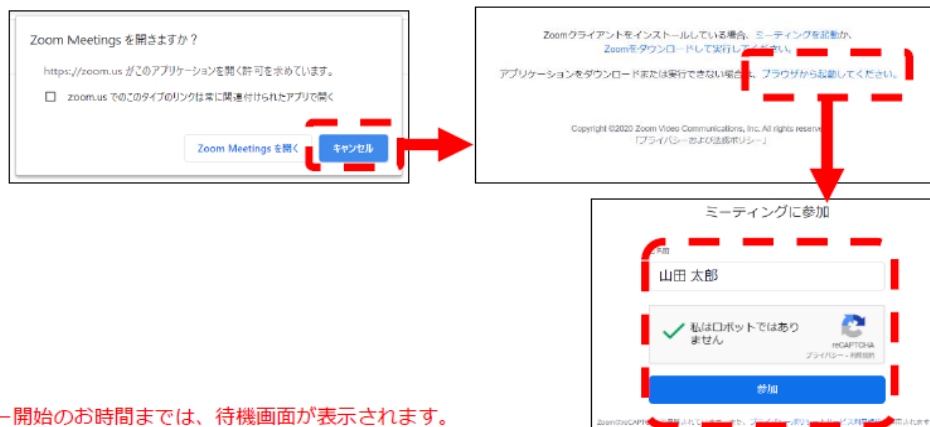 Zoom Meetings を開きますか？
https://zoom.us がこのアプリケーションを開く許可を求めています。
zoom.us でのこのタイプのリンクは常に関連付けられたアプリで開く
Zoom Meetings を開く
キャンセル
Zoomクライアントをインストールしている場合、ミーティングを起動か、
Zoomをダウンロードして実行してください。
アプリケーションをダウンロードまたは実行できない場合は、ブラウザから起動してください。
Copyright ©2020 Zoom Video Communications, Inc. All rights reserve
「プライバシーおよび法務ポリシー」
ミーティングに参加
山田 太郎
私はロボットではあり
ません
reCAPTCHA
プライバシー - 利用規約
参加
ー開始のお時間までは、待機画面が表示されます。